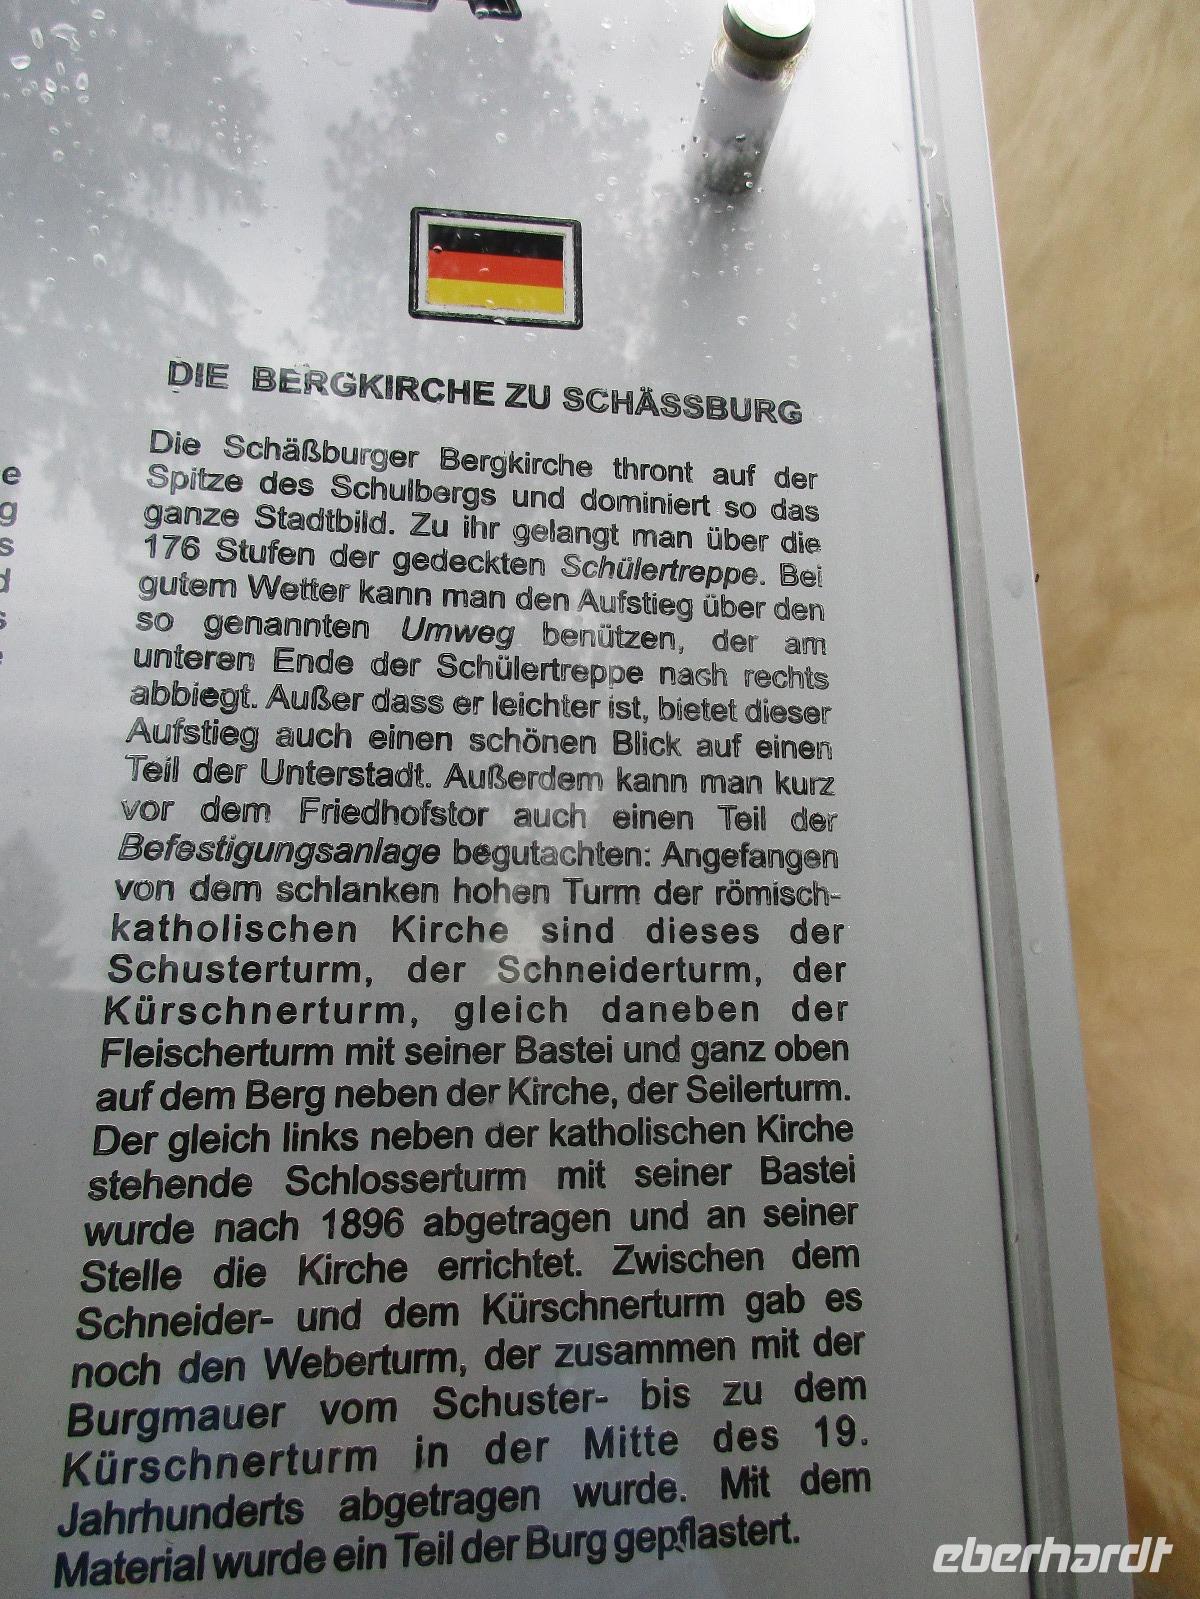 DIE BERGKIRCHE ZU SCHÄSSBURG
Die Schäßburger Bergkirche thront auf der
Spitze des Schulbergs und dominiert so das
ganze Stadtbild. Zu ihr gelangt man über die
176 Stufen der gedeckten Schülertreppe. Bei
gutem Wetter kann man den Aufstieg über den
so genannten Umweg benützen, der am
unteren Ende der Schülertreppe nach rechts
abbiegt. Außer dass er leichter ist, bietet dieser
Aufstieg auch einen schönen Blick auf einen
Teil der Unterstadt. Außerdem kann man kurz
vor dem Friedhofstor auch einen Teil der
Befestigungsanlage begutachten: Angefangen
von dem schlanken hohen Turm der römisch-
katholischen Kirche sind dieses der
Schusterturm, der Schneiderturm, der
Kürschnerturm, gleich daneben der
Fleischerturm mit seiner Bastei und ganz oben
auf dem Berg neben der Kirche, der Seilerturm.
Der gleich links neben der katholischen Kirche
stehende Schlosserturm mit seiner Bastei
wurde nach 1896 abgetragen und an seiner
Stelle die Kirche errichtet. Zwischen dem
Schneider- und dem Kürschnerturm gab es
noch den Weberturm, der zusammen mit der
Burgmauer vom Schuster- bis zu dem
Kürschnerturm in der Mitte des 19.
Jahrhunderts abgetragen wurde. Mit dem
Material wurde ein Teil der Burg gepflastert.
eberhardt